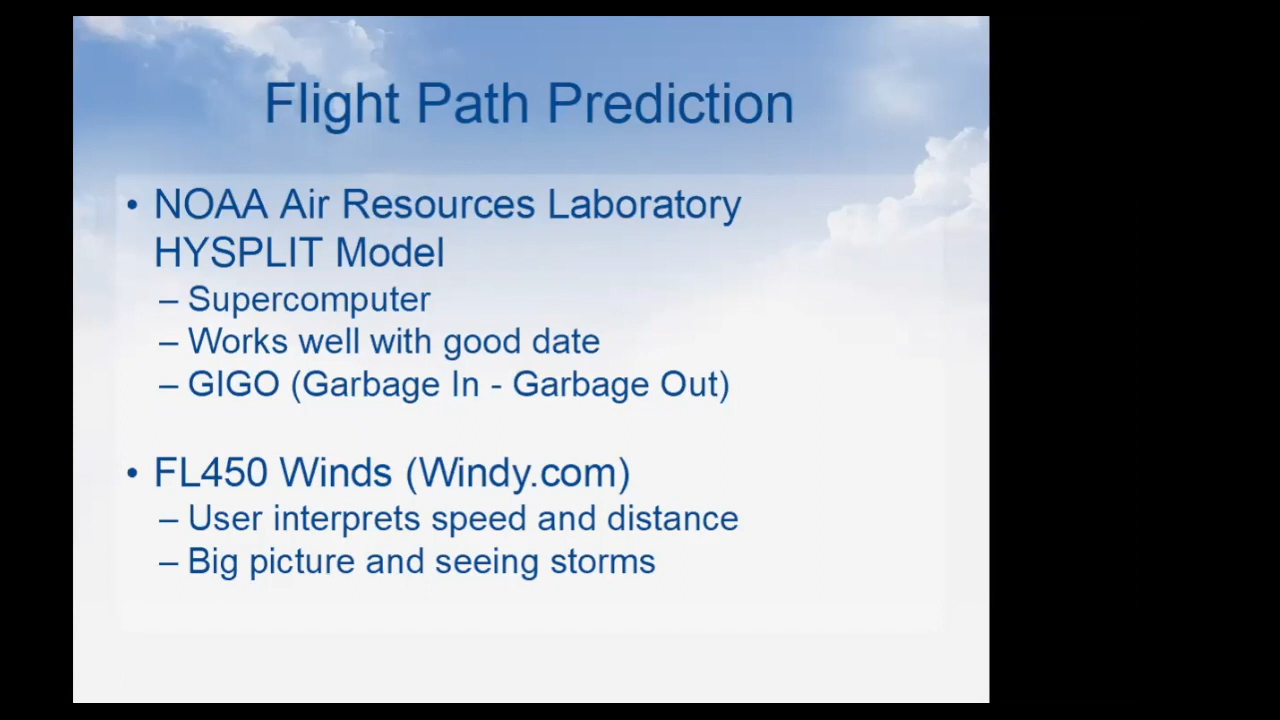 Flight Path Prediction
• NOAA Air Resources Laboratory
HYSPLIT Model
– Supercomputer
– Works well with good date
– GIGO (Garbage In - Garbage Out)
• FL450 Winds (Windy.com)
– User interprets speed and distance
– Big picture and seeing storms